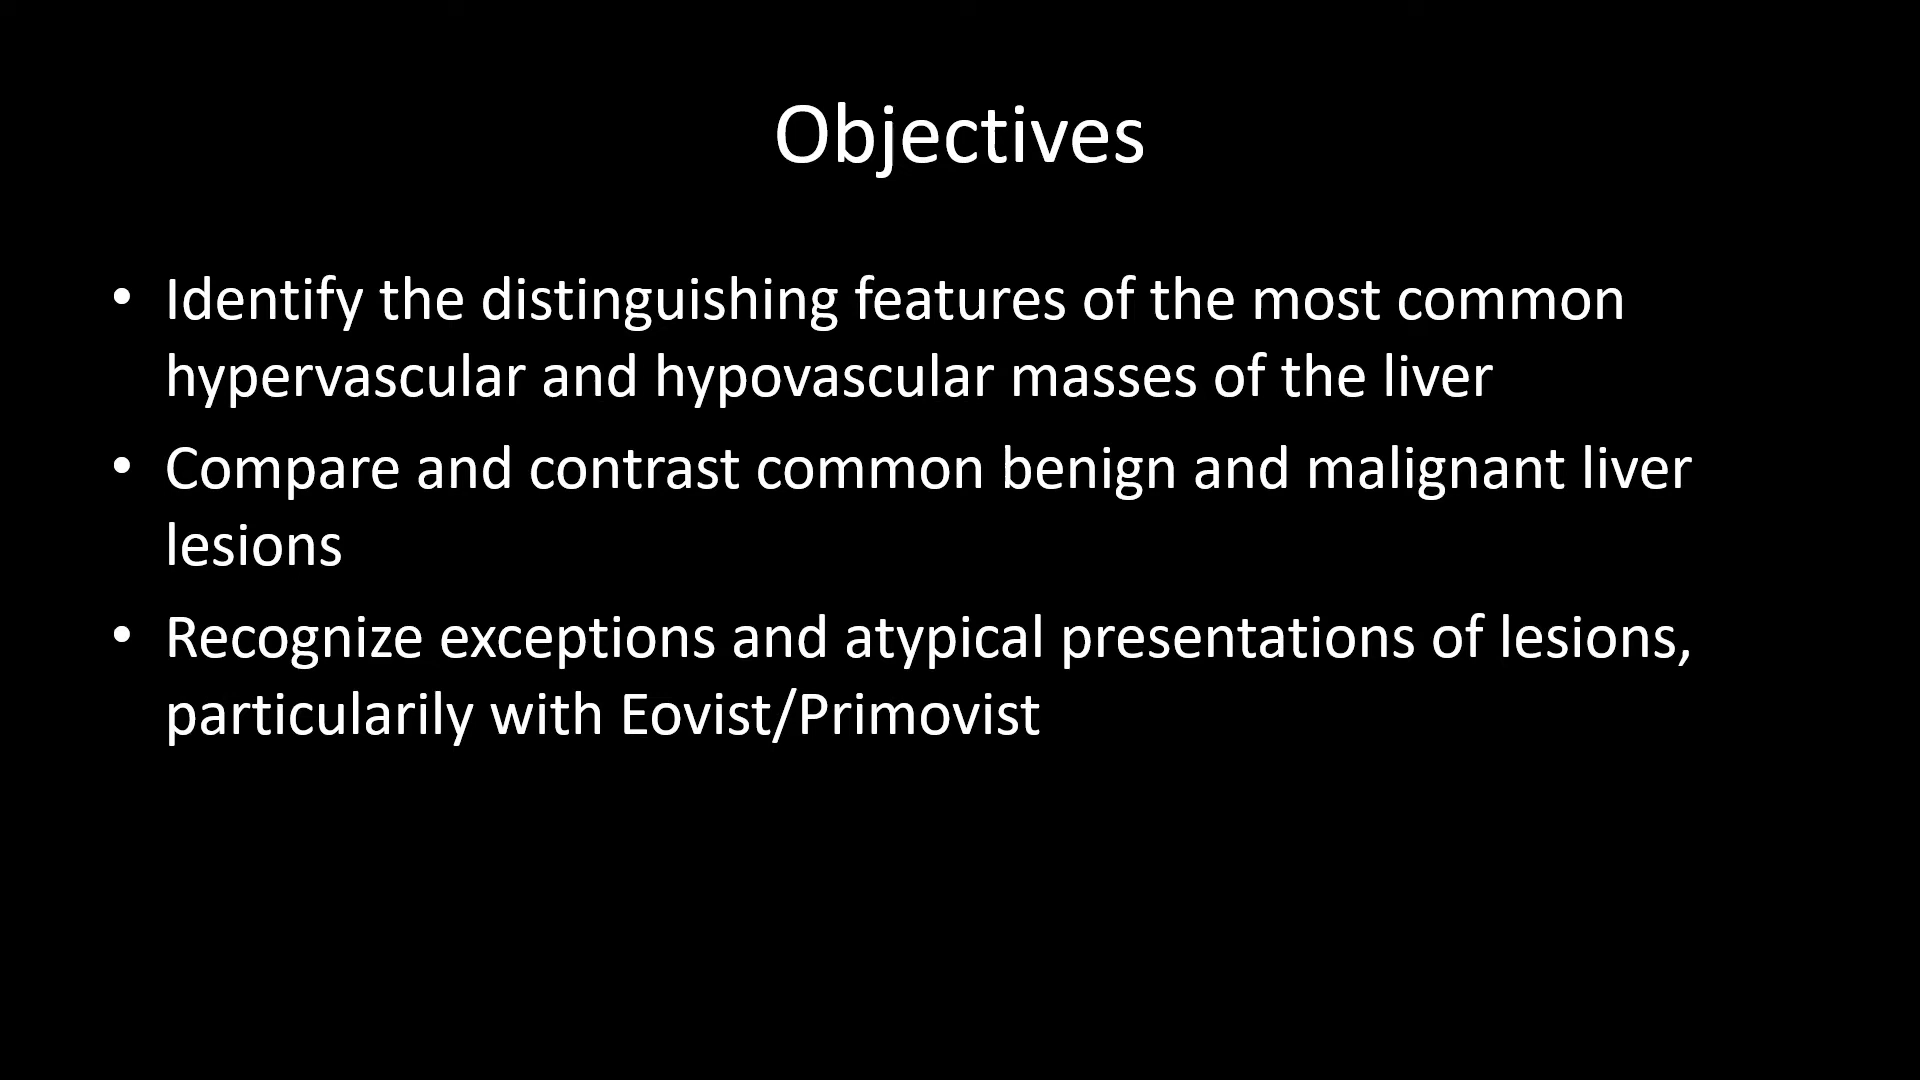 Objectives
• Identify the distinguishing features of the most common
hypervascular and hypovascular masses of the liver
• Compare and contrast common benign and malignant liver
lesions
• Recognize exceptions and atypical presentations of lesions,
particularily with Eovist/Primovist